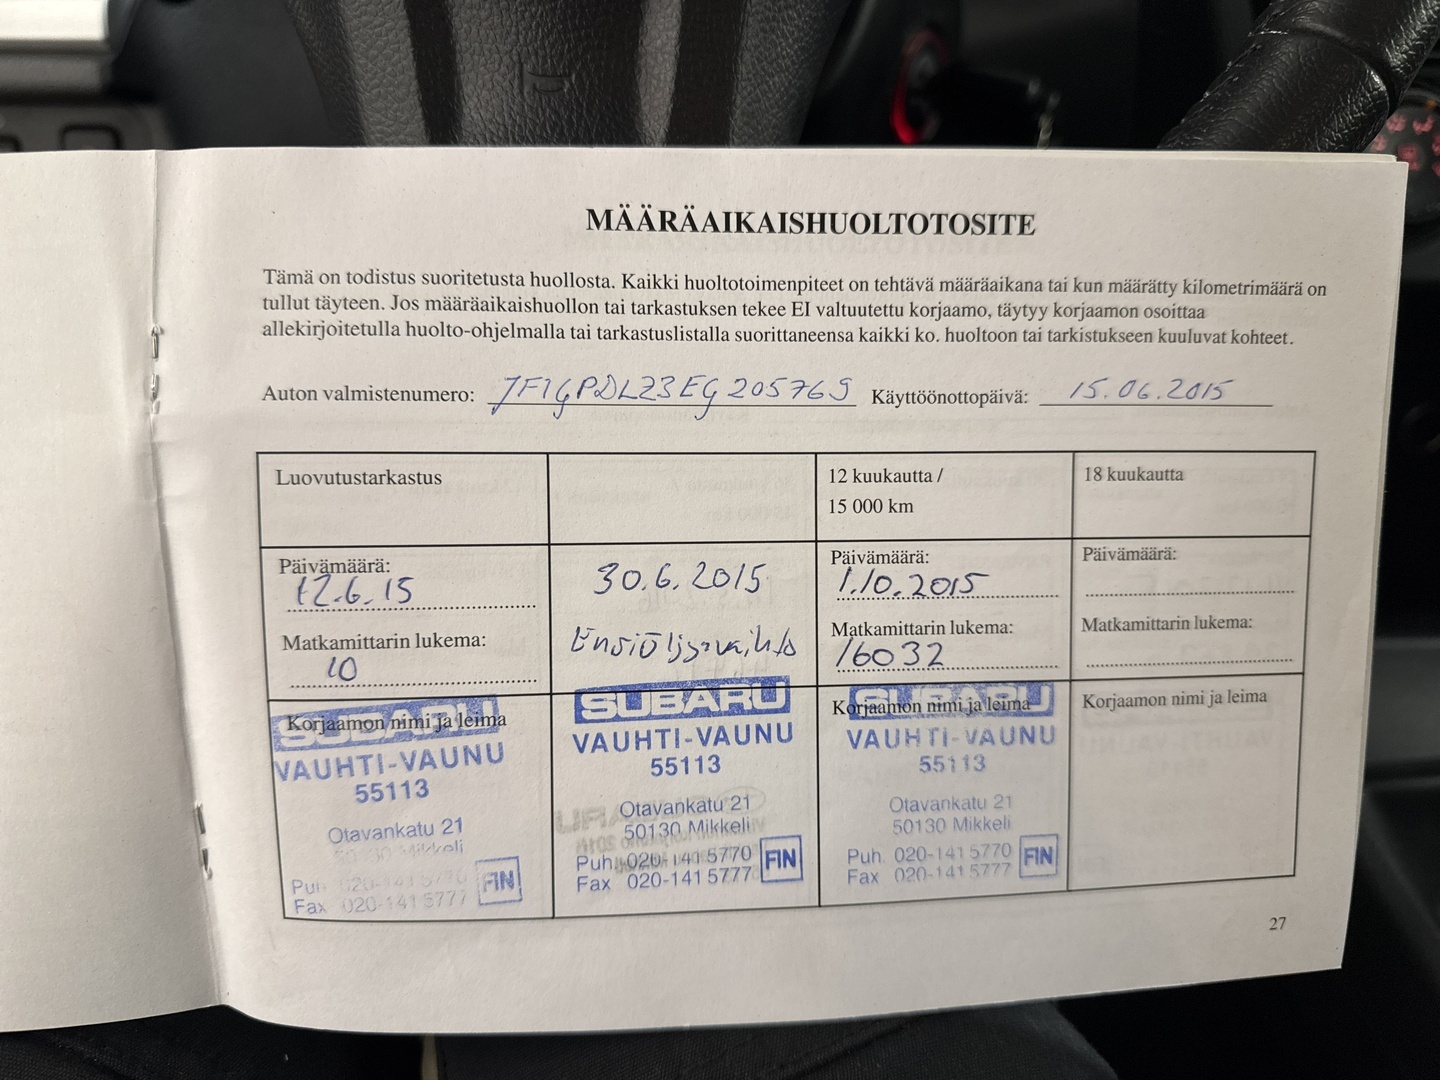 MÄÄRÄAIKAISHUOLTOTOSITE
Tämä on todistus suoritetusta huollosta. Kaikki huoltotoimenpiteet on tehtävä määräaikana tai kun määrätty kilometrimäärä on
tullut täyteen. Jos määräaikaishuollon tai tarkastuksen tekee EI valtuutettu korjaamo, täytyy korjaamon osoittaa
allekirjoitetulla huolto-ohjelmalla tai tarkastuslistalla suorittaneensa kaikki ko. huoltoon tai tarkistukseen kuuluvat kohteet.
Auton valmistenumero: JF1GPDLZ3EG205769 Käyttöönottopäivä: 15.06.2015
Luovutustarkastus
Päivämäärä:
12.6.15
Matkamittarin lukema:
10
Korjaamon nimi ja leima
SUBARU
VAUHTI-VAUNU
55113
Otavankatu 21
50130 Mikkeli
Puh 020-141 5770
Fax 020-141 5777
FIN
30.6.2015
Ensiöljynvaihto
SUBARU
VAUHTI-VAUNU
55113
Otavankatu 21
50130 Mikkeli
Puh. 020-141 5770
Fax 020-141 5777
FIN
12 kuukautta /
15 000 km
Päivämäärä:
1.10.2015
Matkamittarin lukema:
16032
Korjaamon nimi ja leima
SUBARU
VAUHTI-VAUNU
55113
Otavankatu 21
50130 Mikkeli
Puh. 020-141 5770
Fax 020-141 5777
FIN
18 kuukautta
Päivämäärä:
Matkamittarin lukema:
Korjaamon nimi ja leima
27